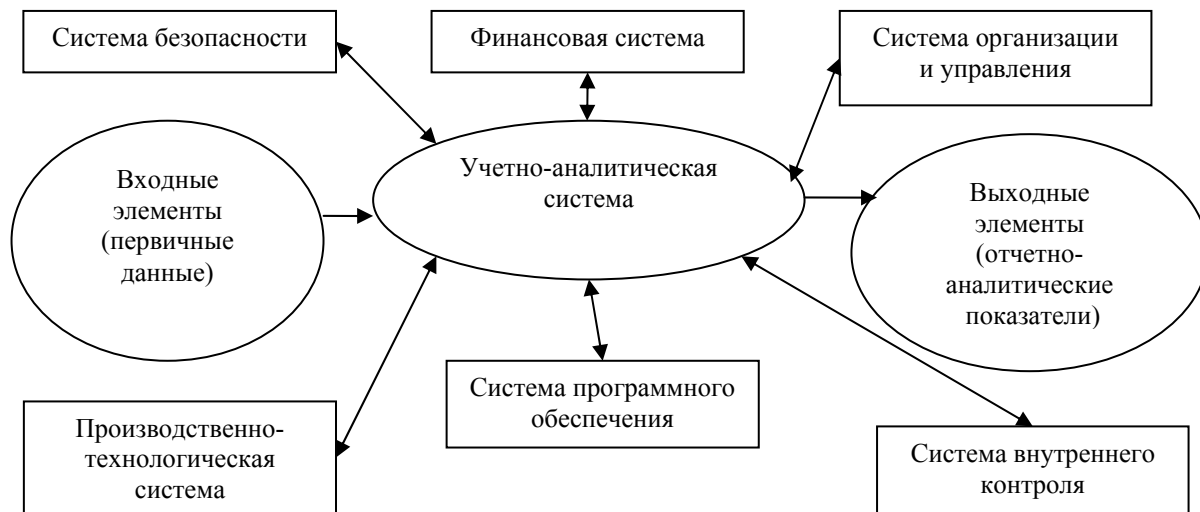 Система безопасности
Финансовая система
Система организации
и управления
Входные
элементы
(первичные
данные)
Учетно-аналитическая
система
Выходные
элементы
(отчетно-
аналитические
показатели)
Производственно-
технологическая
система
Система программного
обеспечения
Система внутреннего
контроля